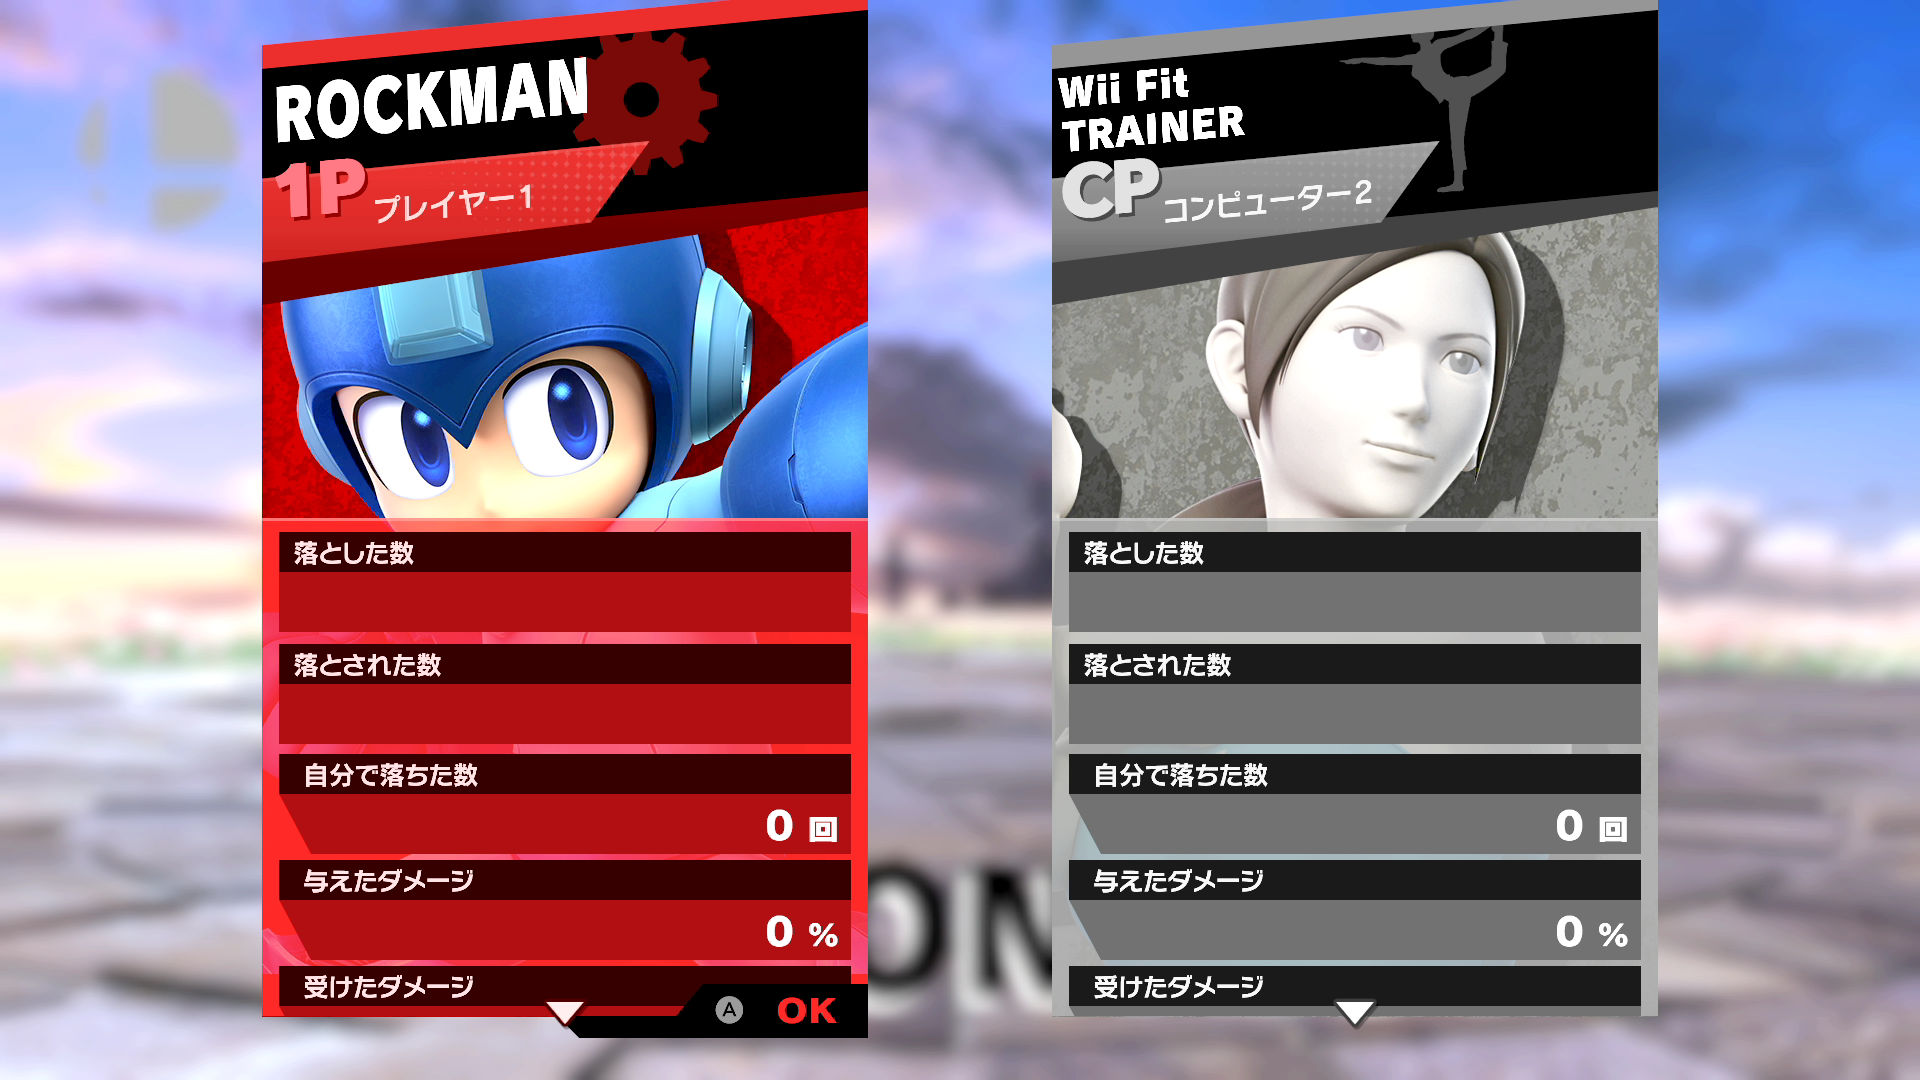 ROCKMAN
1P プレイヤー1
落とした数
落とされた数
自分で落ちた数
0 回
与えたダメージ
0 %
受けたダメージ
A OK
Wii Fit
TRAINER
CP コンピューター2
落とした数
落とされた数
自分で落ちた数
0 回
与えたダメージ
0 %
受けたダメージ